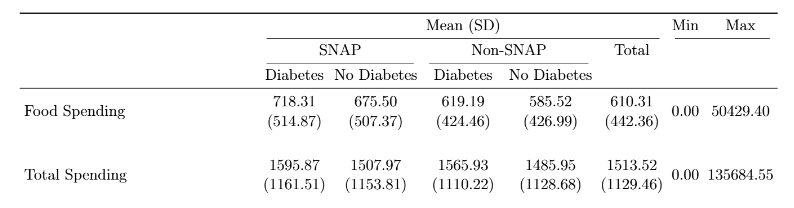 Mean (SD) Min Max
SNAP Non-SNAP Total
Diabetes No Diabetes Diabetes No Diabetes
Food Spending 718.31 675.50 619.19 585.52 610.31 0.00 50429.40
(514.87) (507.37) (424.46) (426.99) (442.36)
Total Spending 1595.87 1507.97 1565.93 1485.95 1513.52 0.00 135684.55
(1161.51) (1153.81) (1110.22) (1128.68) (1129.46)